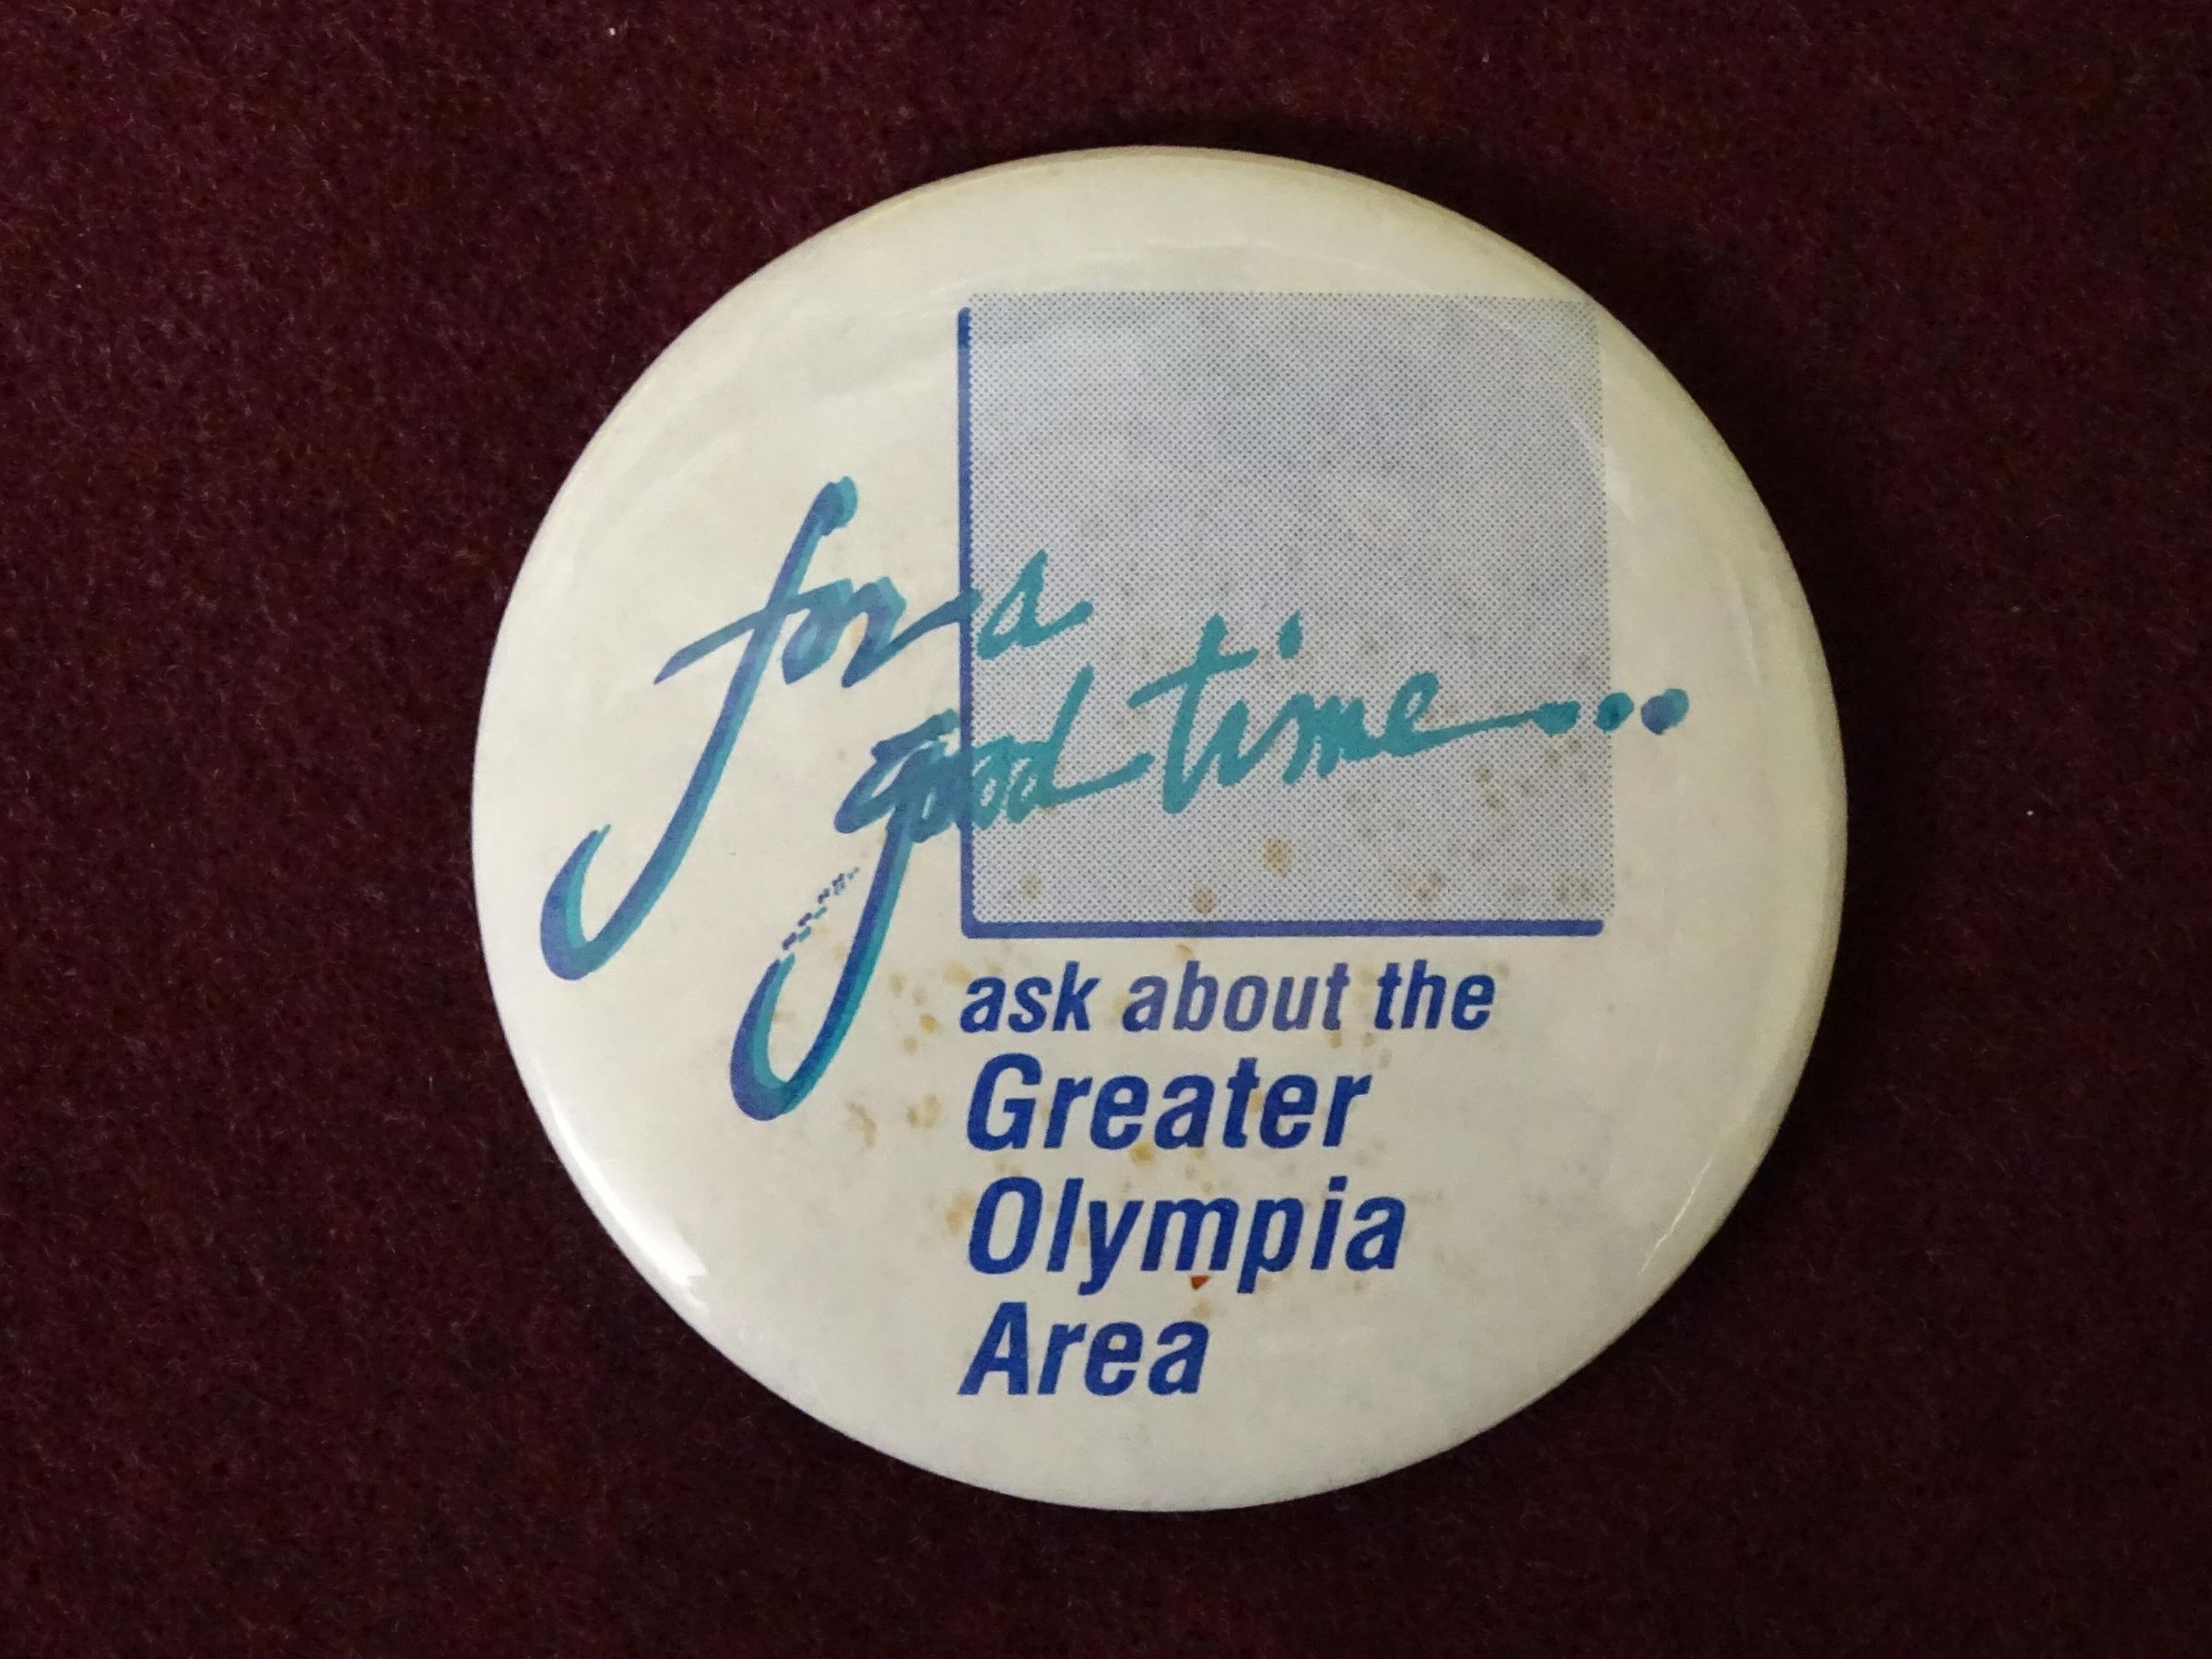 for a
good time...
ask about the
Greater
Olympia
Area